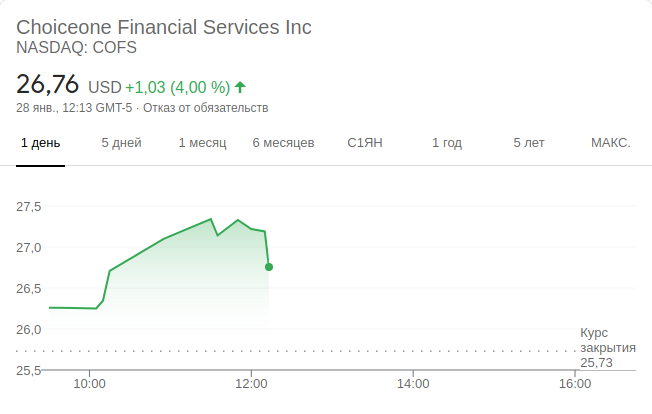 Choiceone Financial Services Inc
NASDAQ: COFS
26,76 USD +1,03 (4,00 %)
28 янв., 12:13 GMT-5 · Отказ от обязательств
1 день 5 дней 1 месяц 6 месяцев С1ЯН 1 год 5 лет МАКС.
27,5
27,0
26,5
26,0
25,5
Курс
закрытия
25,73
10:00 12:00 14:00 16:00